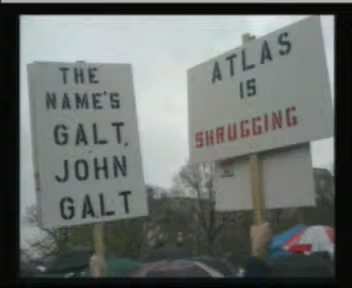 THE
NAME'S
GALT,
JOHN
GALT
ATLAS
IS
SHRUGGING